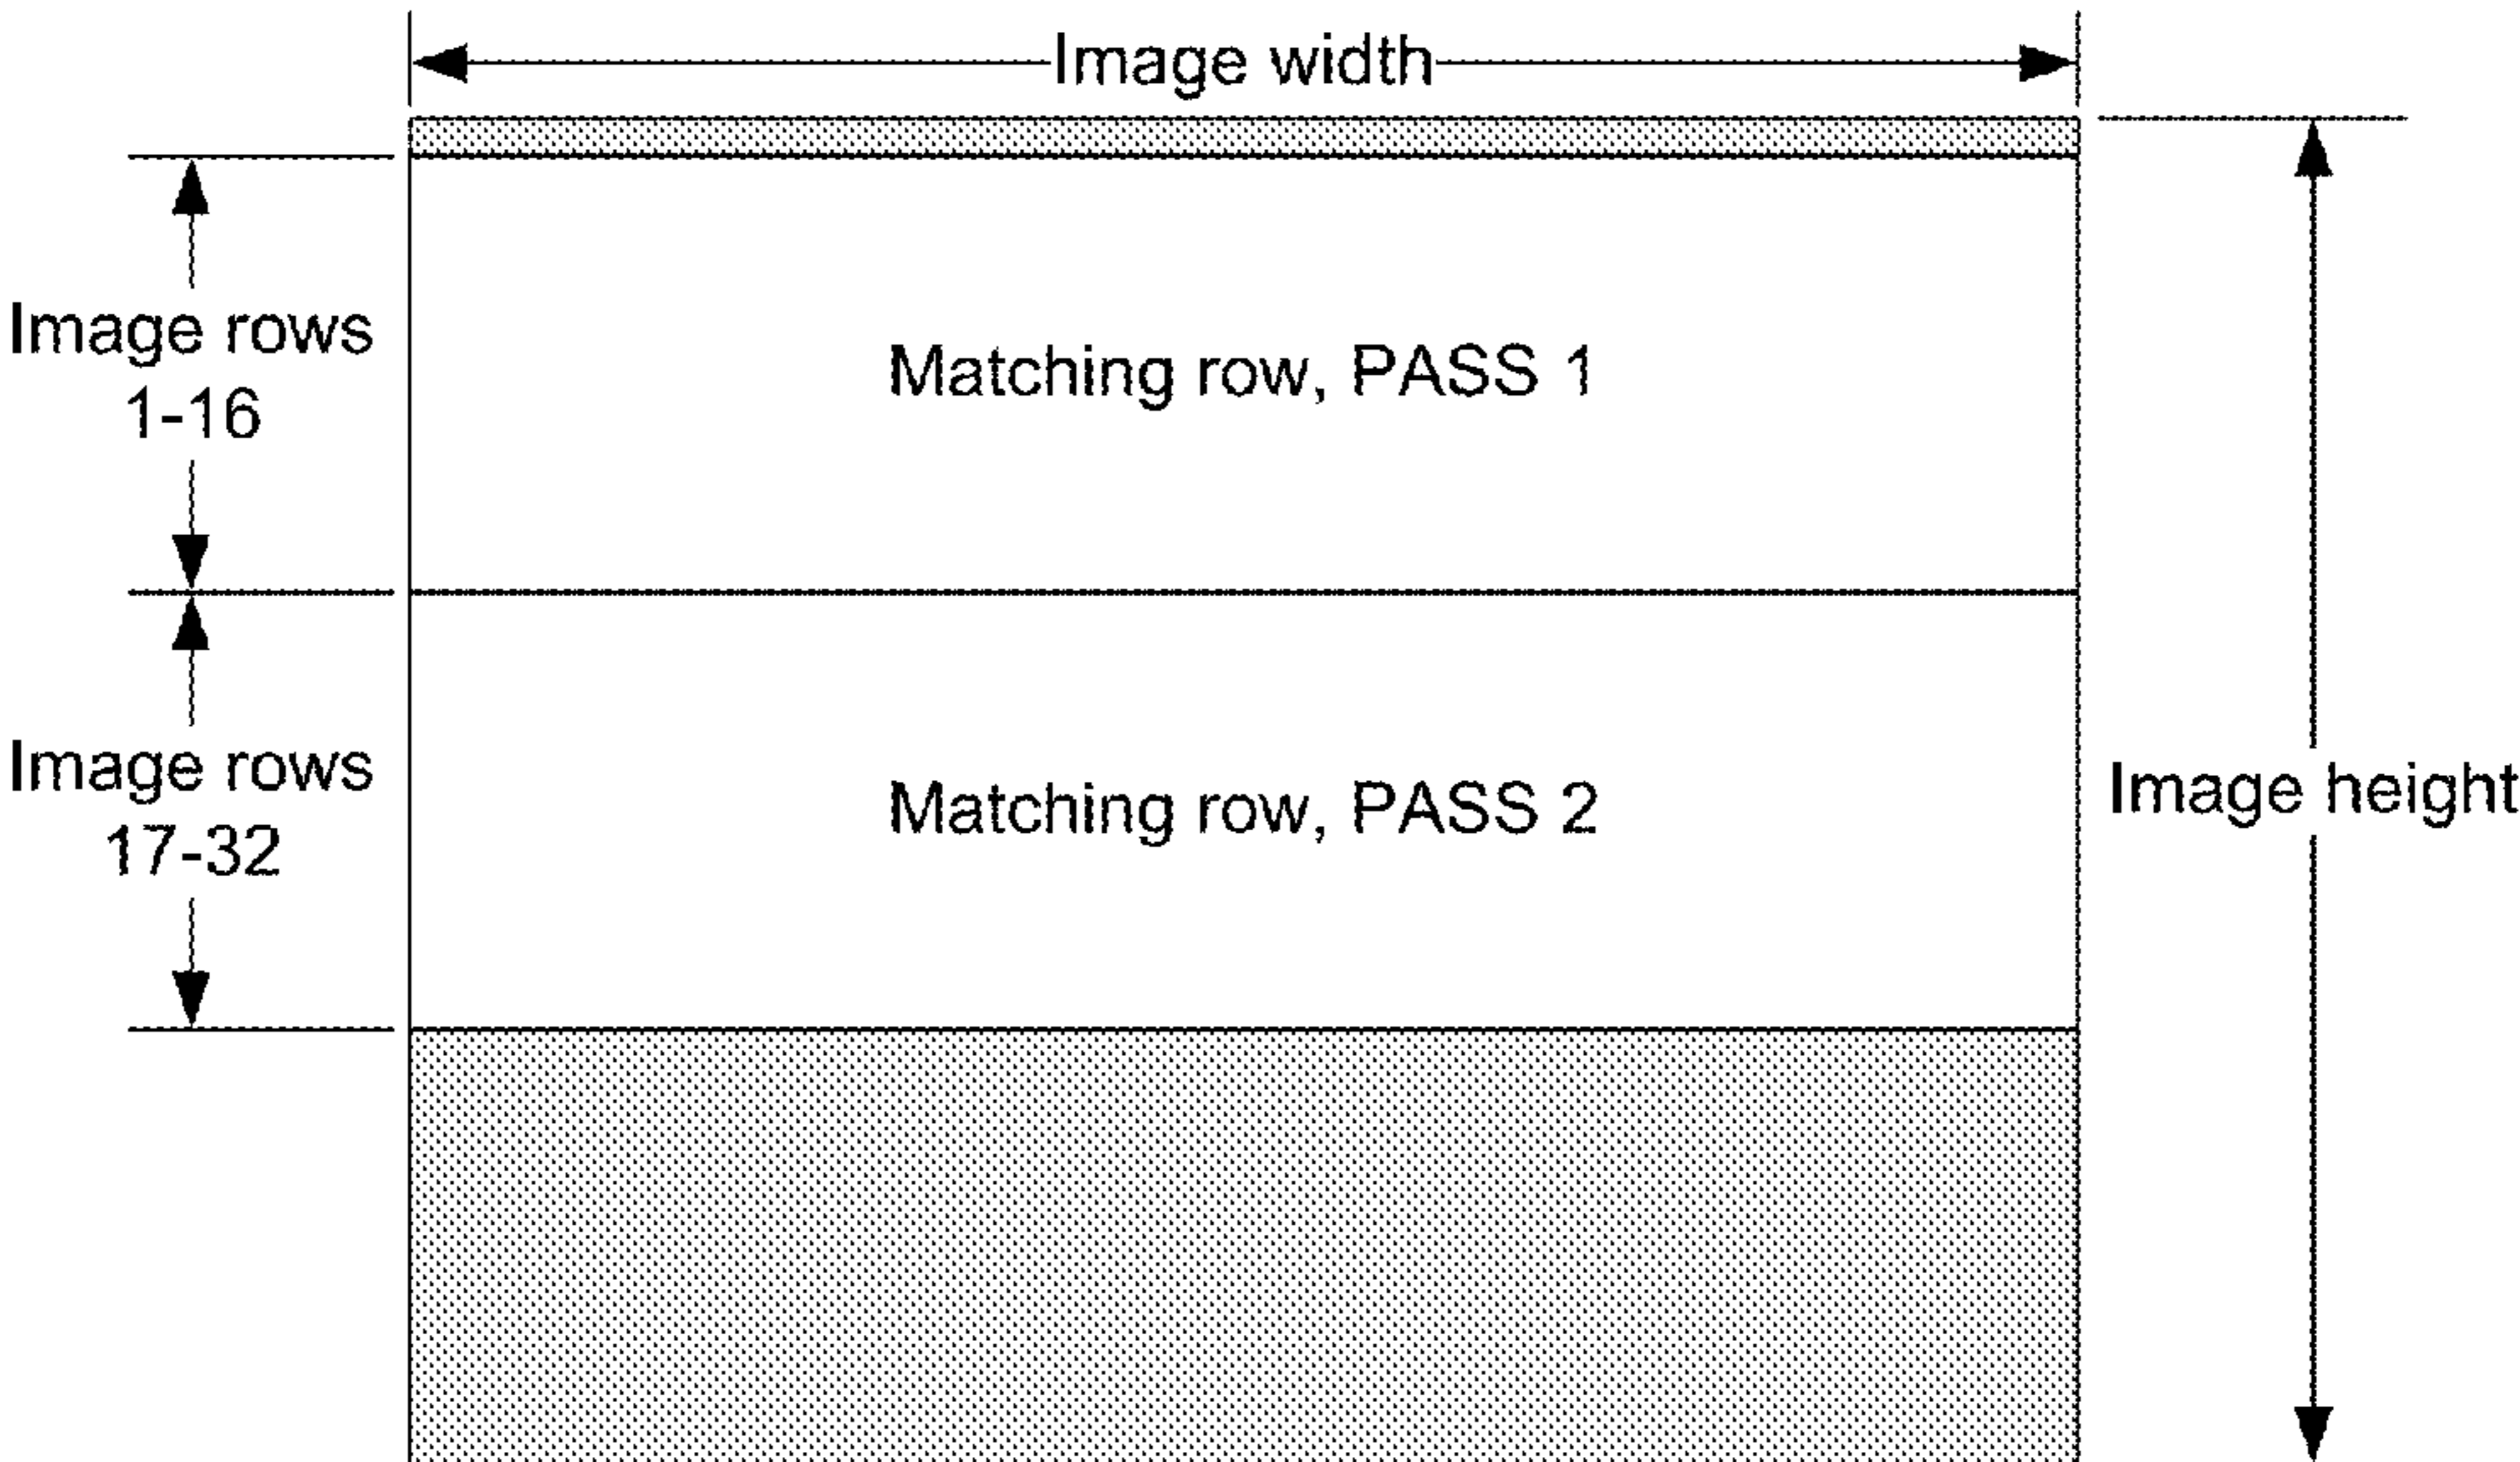 Image width
Image rows
1-16
Matching row, PASS 1
Image rows
17-32
Matching row, PASS 2
Image height